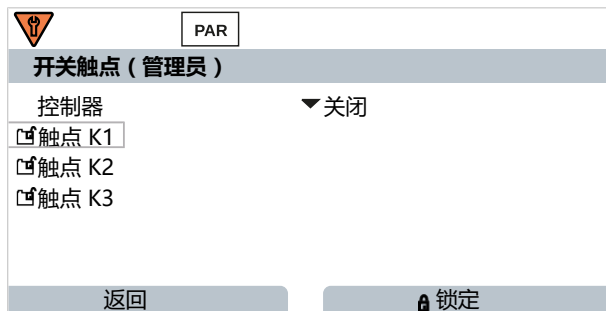 PAR
开关触点（管理员）
控制器 关闭
触点 K1
触点 K2
触点 K3
返回 锁定